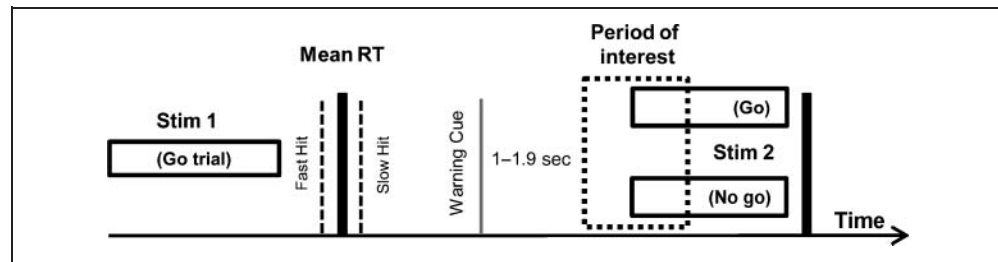 Mean RT
Period of
interest
Stim 1
(Go trial)
Fast Hit
Slow Hit
Warning Cue
1–1.9 sec
(Go)
Stim 2
(No go)
Time